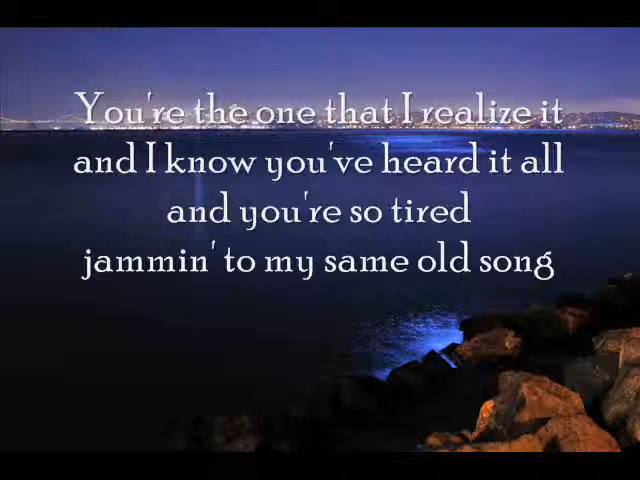 You're the one that I realize it
and I know you've heard it all
and you're so tired
jammin' to my same old song